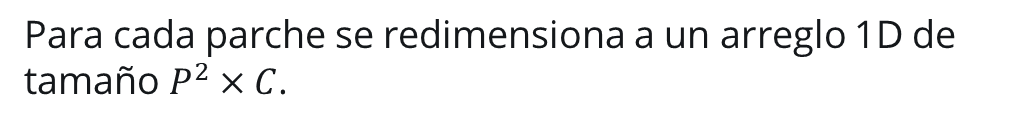 Para cada parche se redimensiona a un arreglo 1D de
tamaño P² × C.